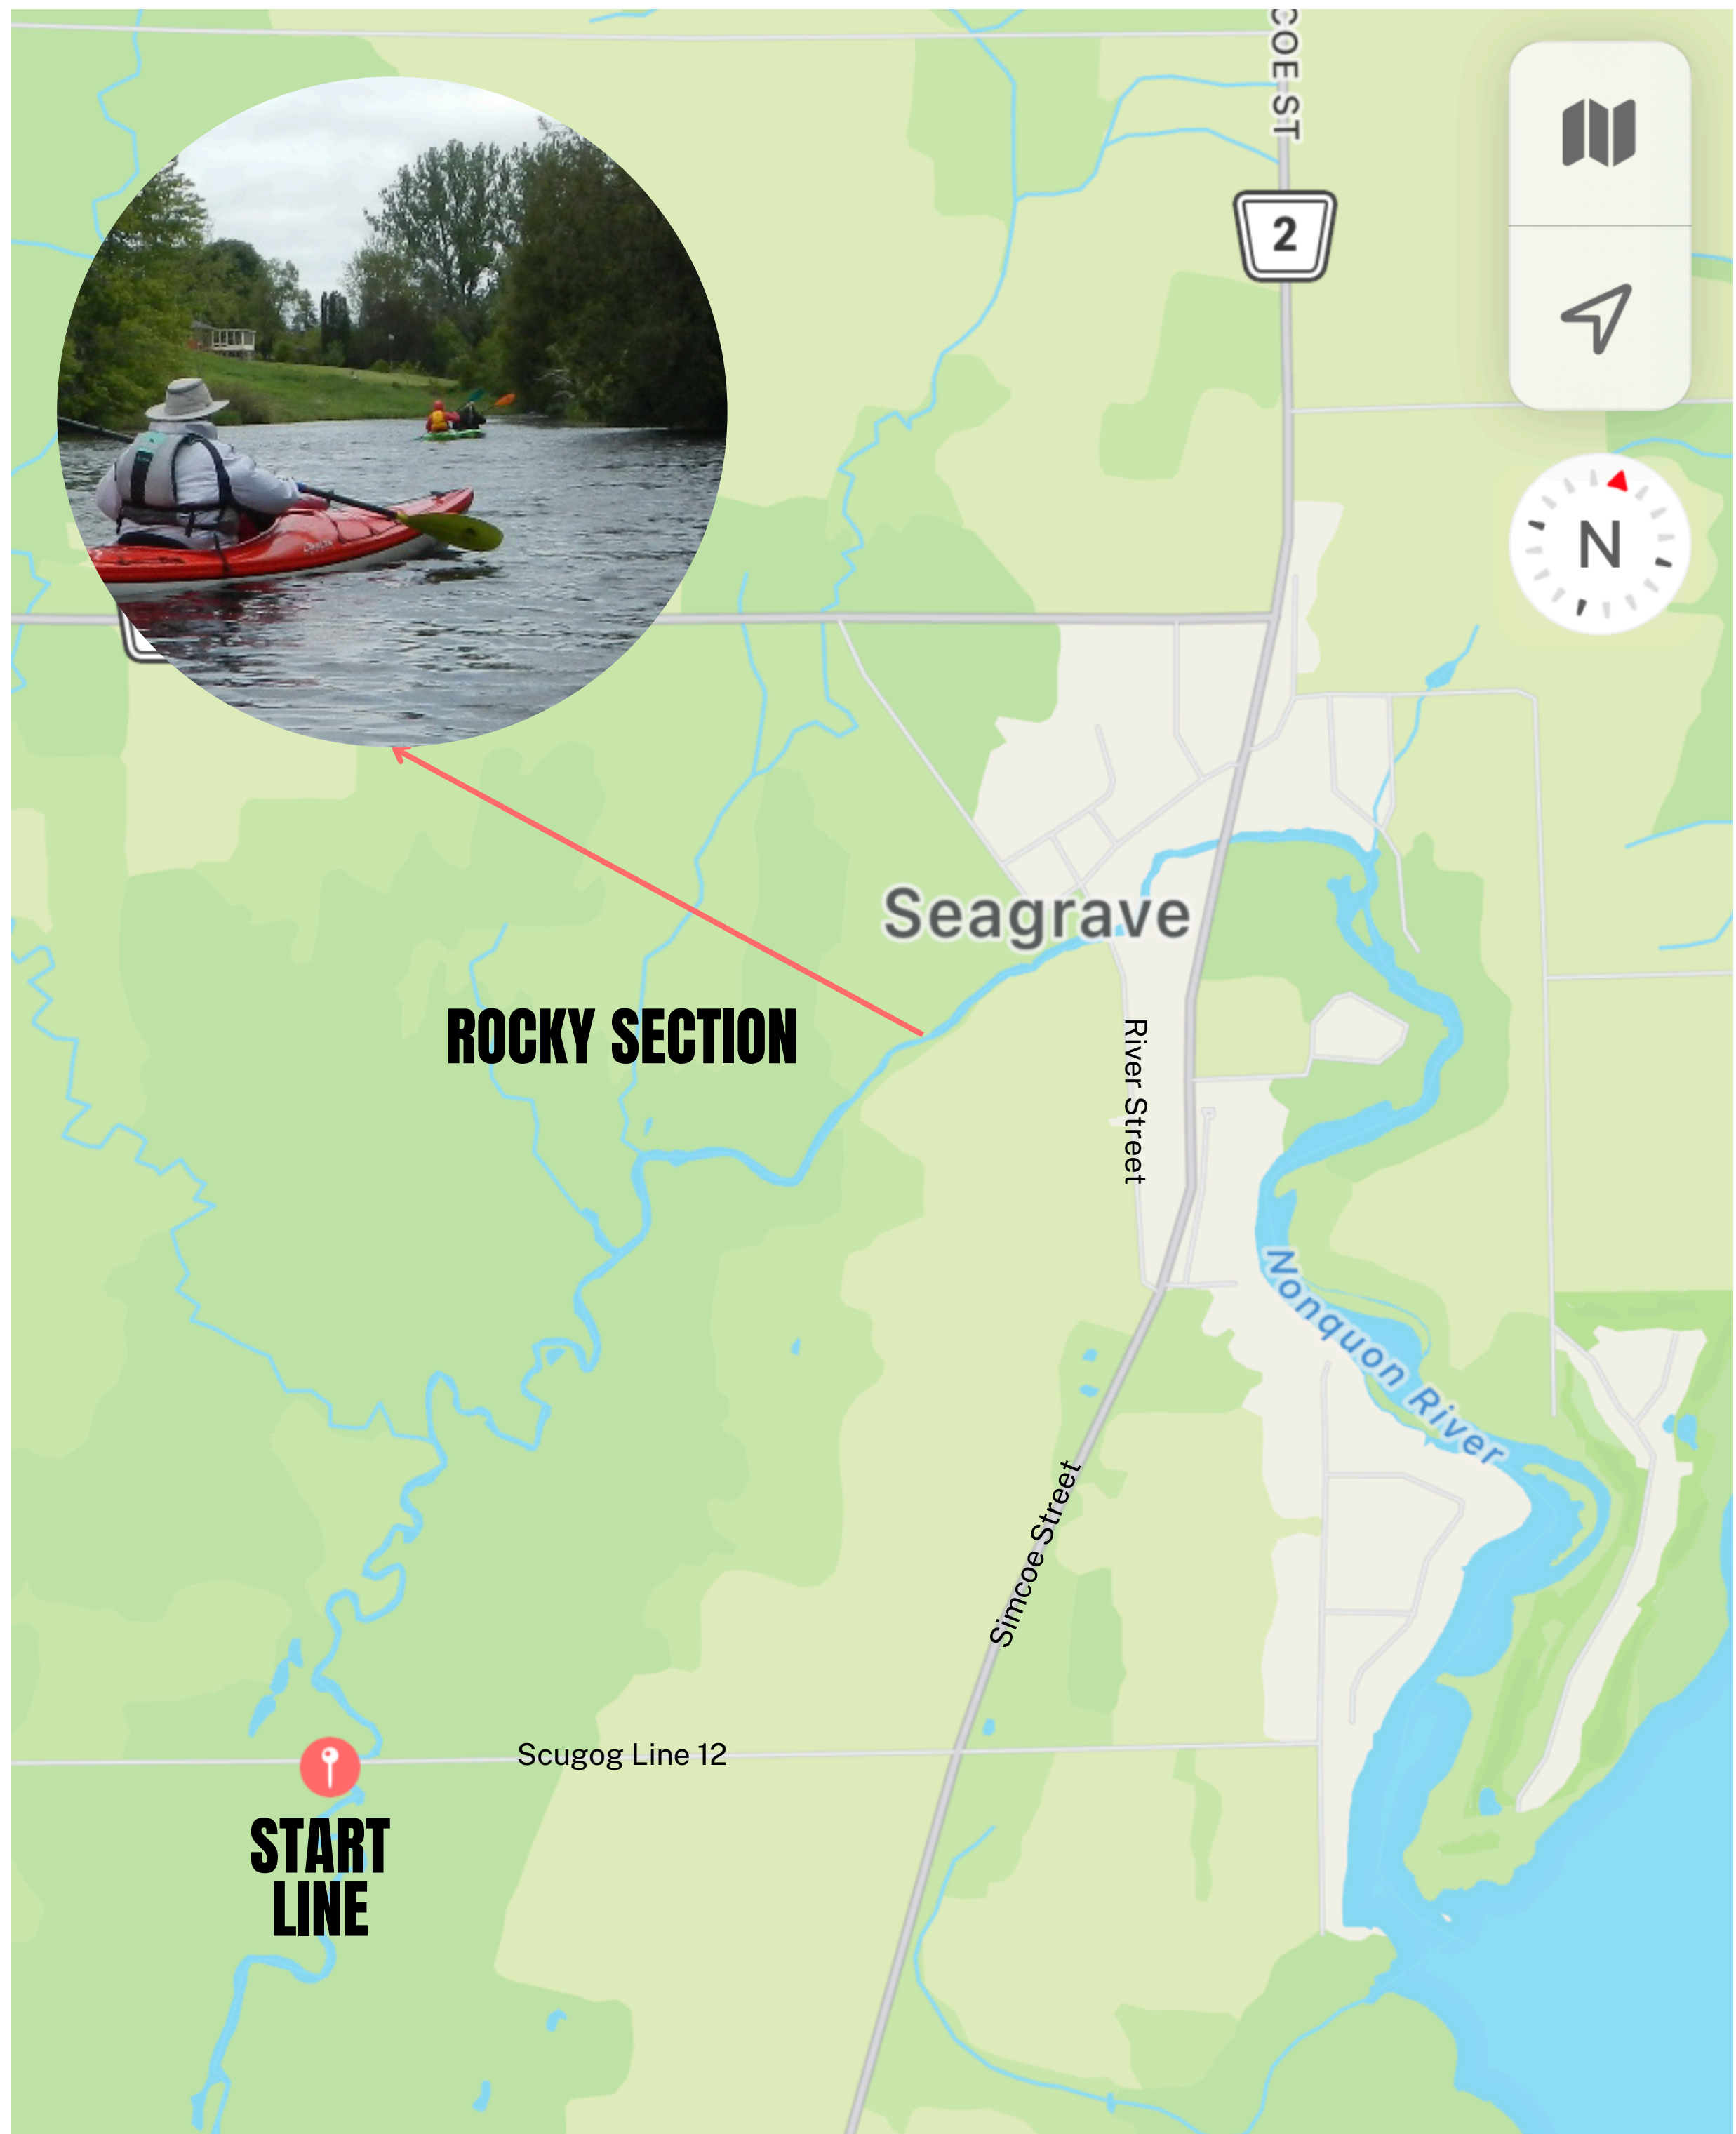 COE ST
2
N
Seagrave
ROCKY SECTION
River Street
Nonquon River
Simcoe Street
Scugog Line 12
START
LINE